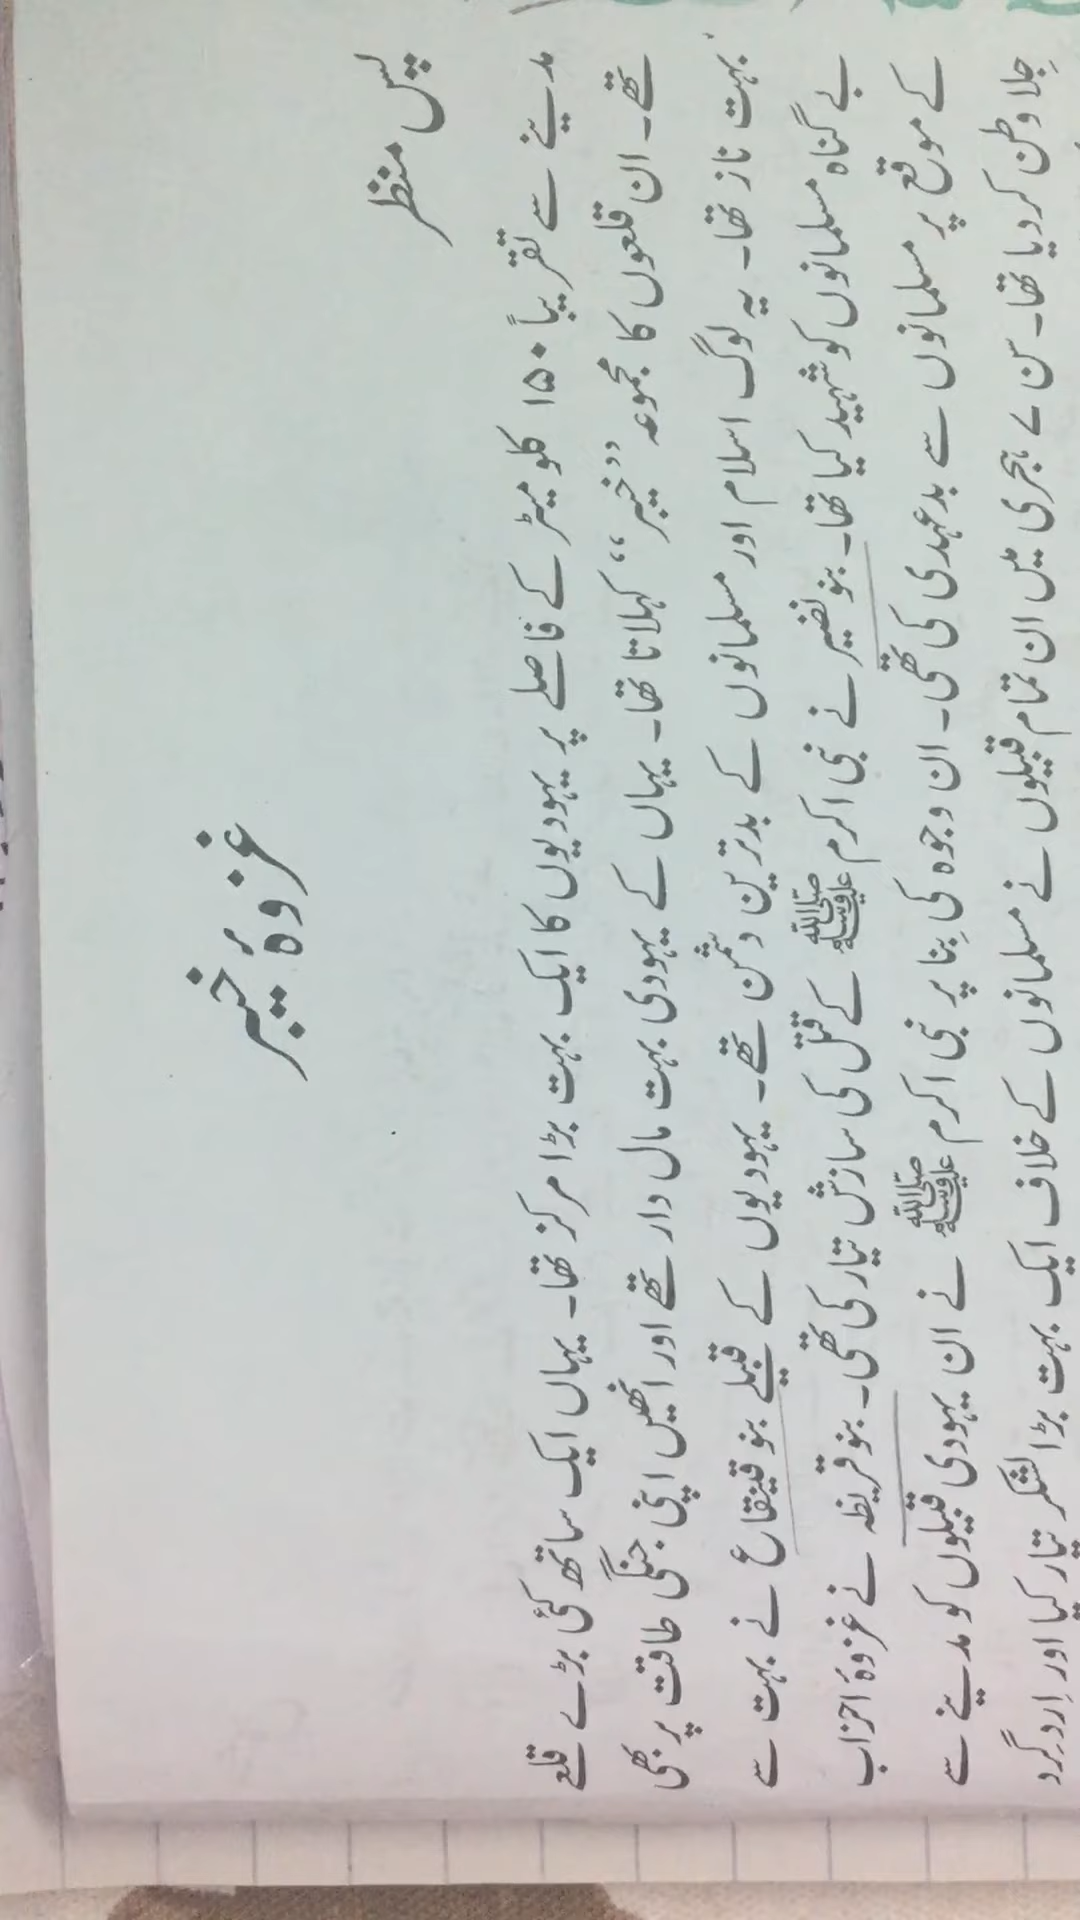 غزوہٴ خیبر
پس منظر
مدینے سے تقریباً ۱۵۰ کلو میٹر کے فاصلے پر یہودیوں کا ایک بہت بڑا مرکز تھا۔ یہاں ایک ساتھ کئی بڑے قلعے
تھے۔ ان قلعوں کا مجموعہ ’’خیبر‘‘ کہلاتا تھا۔ یہاں کے یہودی بہت مال دار تھے اور انھیں اپنی جنگی طاقت پر بھی
بہت ناز تھا۔ یہ لوگ اسلام اور مسلمانوں کے بدترین دشمن تھے۔ یہودیوں کے قبیلے بنو قینقاع نے بہت سے
بے گناہ مسلمانوں کو شہید کیا تھا۔ بنو نضیر نے نبی اکرم ﷺ کے قتل کی سازش تیار کی تھی۔ بنو قریظہ نے غزوۂ احزاب
کے موقع پر مسلمانوں سے بدعہدی کی تھی۔ ان وجوہ کی بِنا پر نبی اکرم ﷺ نے ان یہودی قبیلوں کو مدینے سے
جِلا وطن کر دیا تھا۔ سن ۷ ہجری میں ان تمام قبیلوں نے مسلمانوں کے خلاف ایک بہت بڑا لشکر تیار کیا اور اِرد گِرد